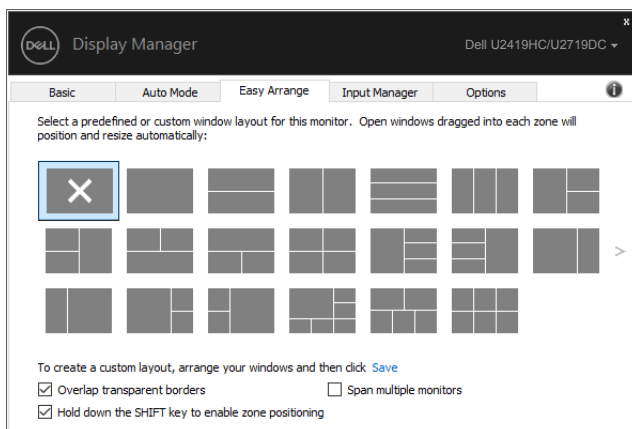 x
DELL Display Manager Dell U2419HC/U2719DC
Basic Auto Mode Easy Arrange Input Manager Options i
Select a predefined or custom window layout for this monitor. Open windows dragged into each zone will
position and resize automatically:
To create a custom layout, arrange your windows and then click Save
Overlap transparent borders Span multiple monitors
Hold down the SHIFT key to enable zone positioning